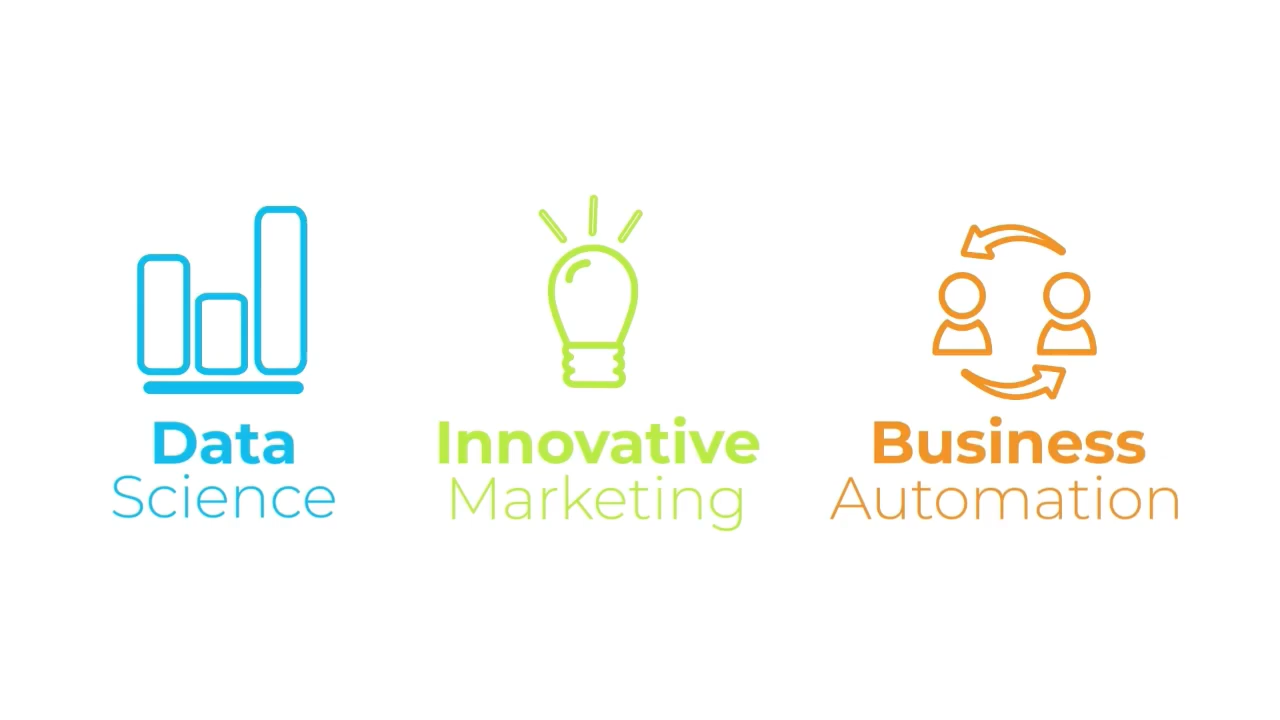 Data
Science
Innovative
Marketing
Business
Automation